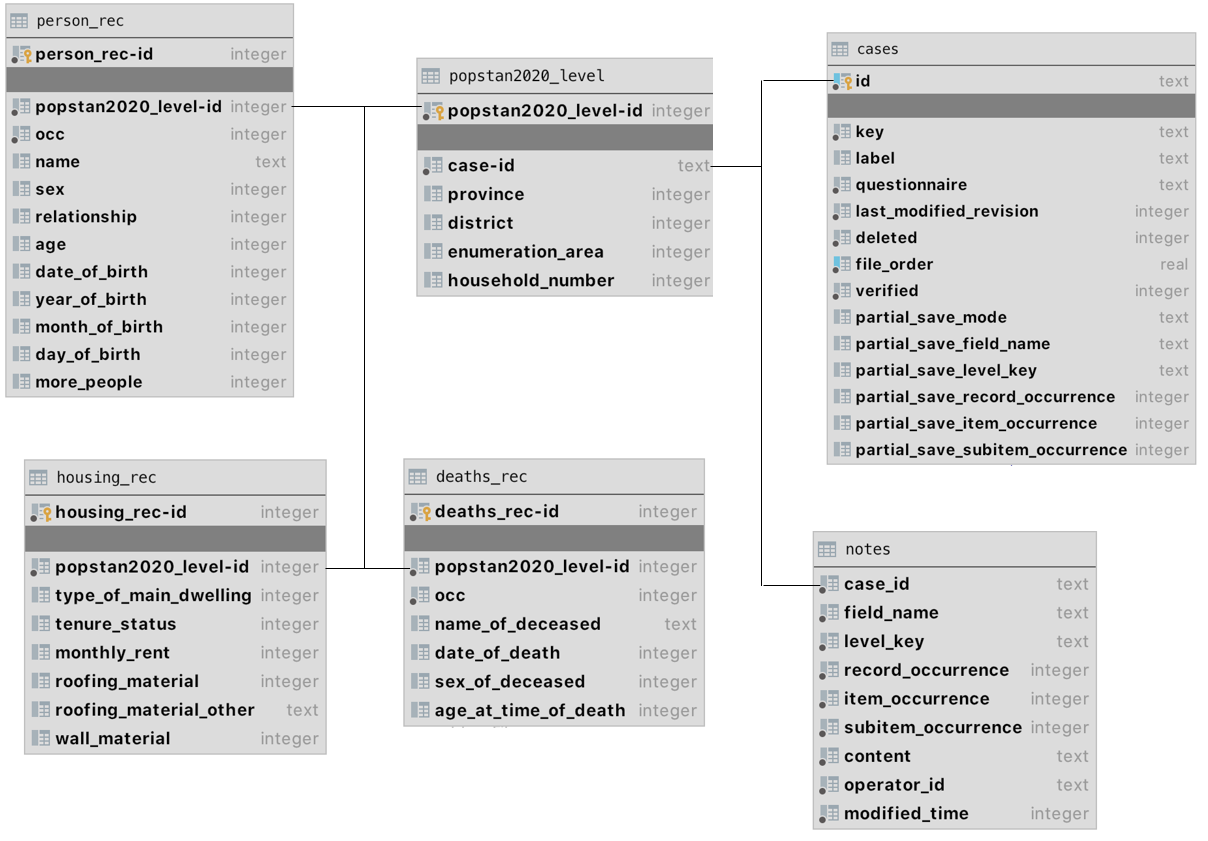 person_rec
person_rec-id integer
popstan2020_level-id integer
occ integer
name text
sex integer
relationship integer
age integer
date_of_birth integer
year_of_birth integer
month_of_birth integer
day_of_birth integer
more_people integer
popstan2020_level
popstan2020_level-id integer
case-id text
province integer
district integer
enumeration_area integer
household_number integer
cases
id text
key text
label text
questionnaire text
last_modified_revision integer
deleted integer
file_order real
verified integer
partial_save_mode text
partial_save_field_name text
partial_save_level_key text
partial_save_record_occurrence integer
partial_save_item_occurrence integer
partial_save_subitem_occurrence integer
housing_rec
housing_rec-id integer
popstan2020_level-id integer
type_of_main_dwelling integer
tenure_status integer
monthly_rent integer
roofing_material integer
roofing_material_other text
wall_material integer
deaths_rec
deaths_rec-id integer
popstan2020_level-id integer
occ integer
name_of_deceased text
date_of_death integer
sex_of_deceased integer
age_at_time_of_death integer
notes
case_id text
field_name text
level_key text
record_occurrence integer
item_occurrence integer
subitem_occurrence integer
content text
operator_id text
modified_time integer